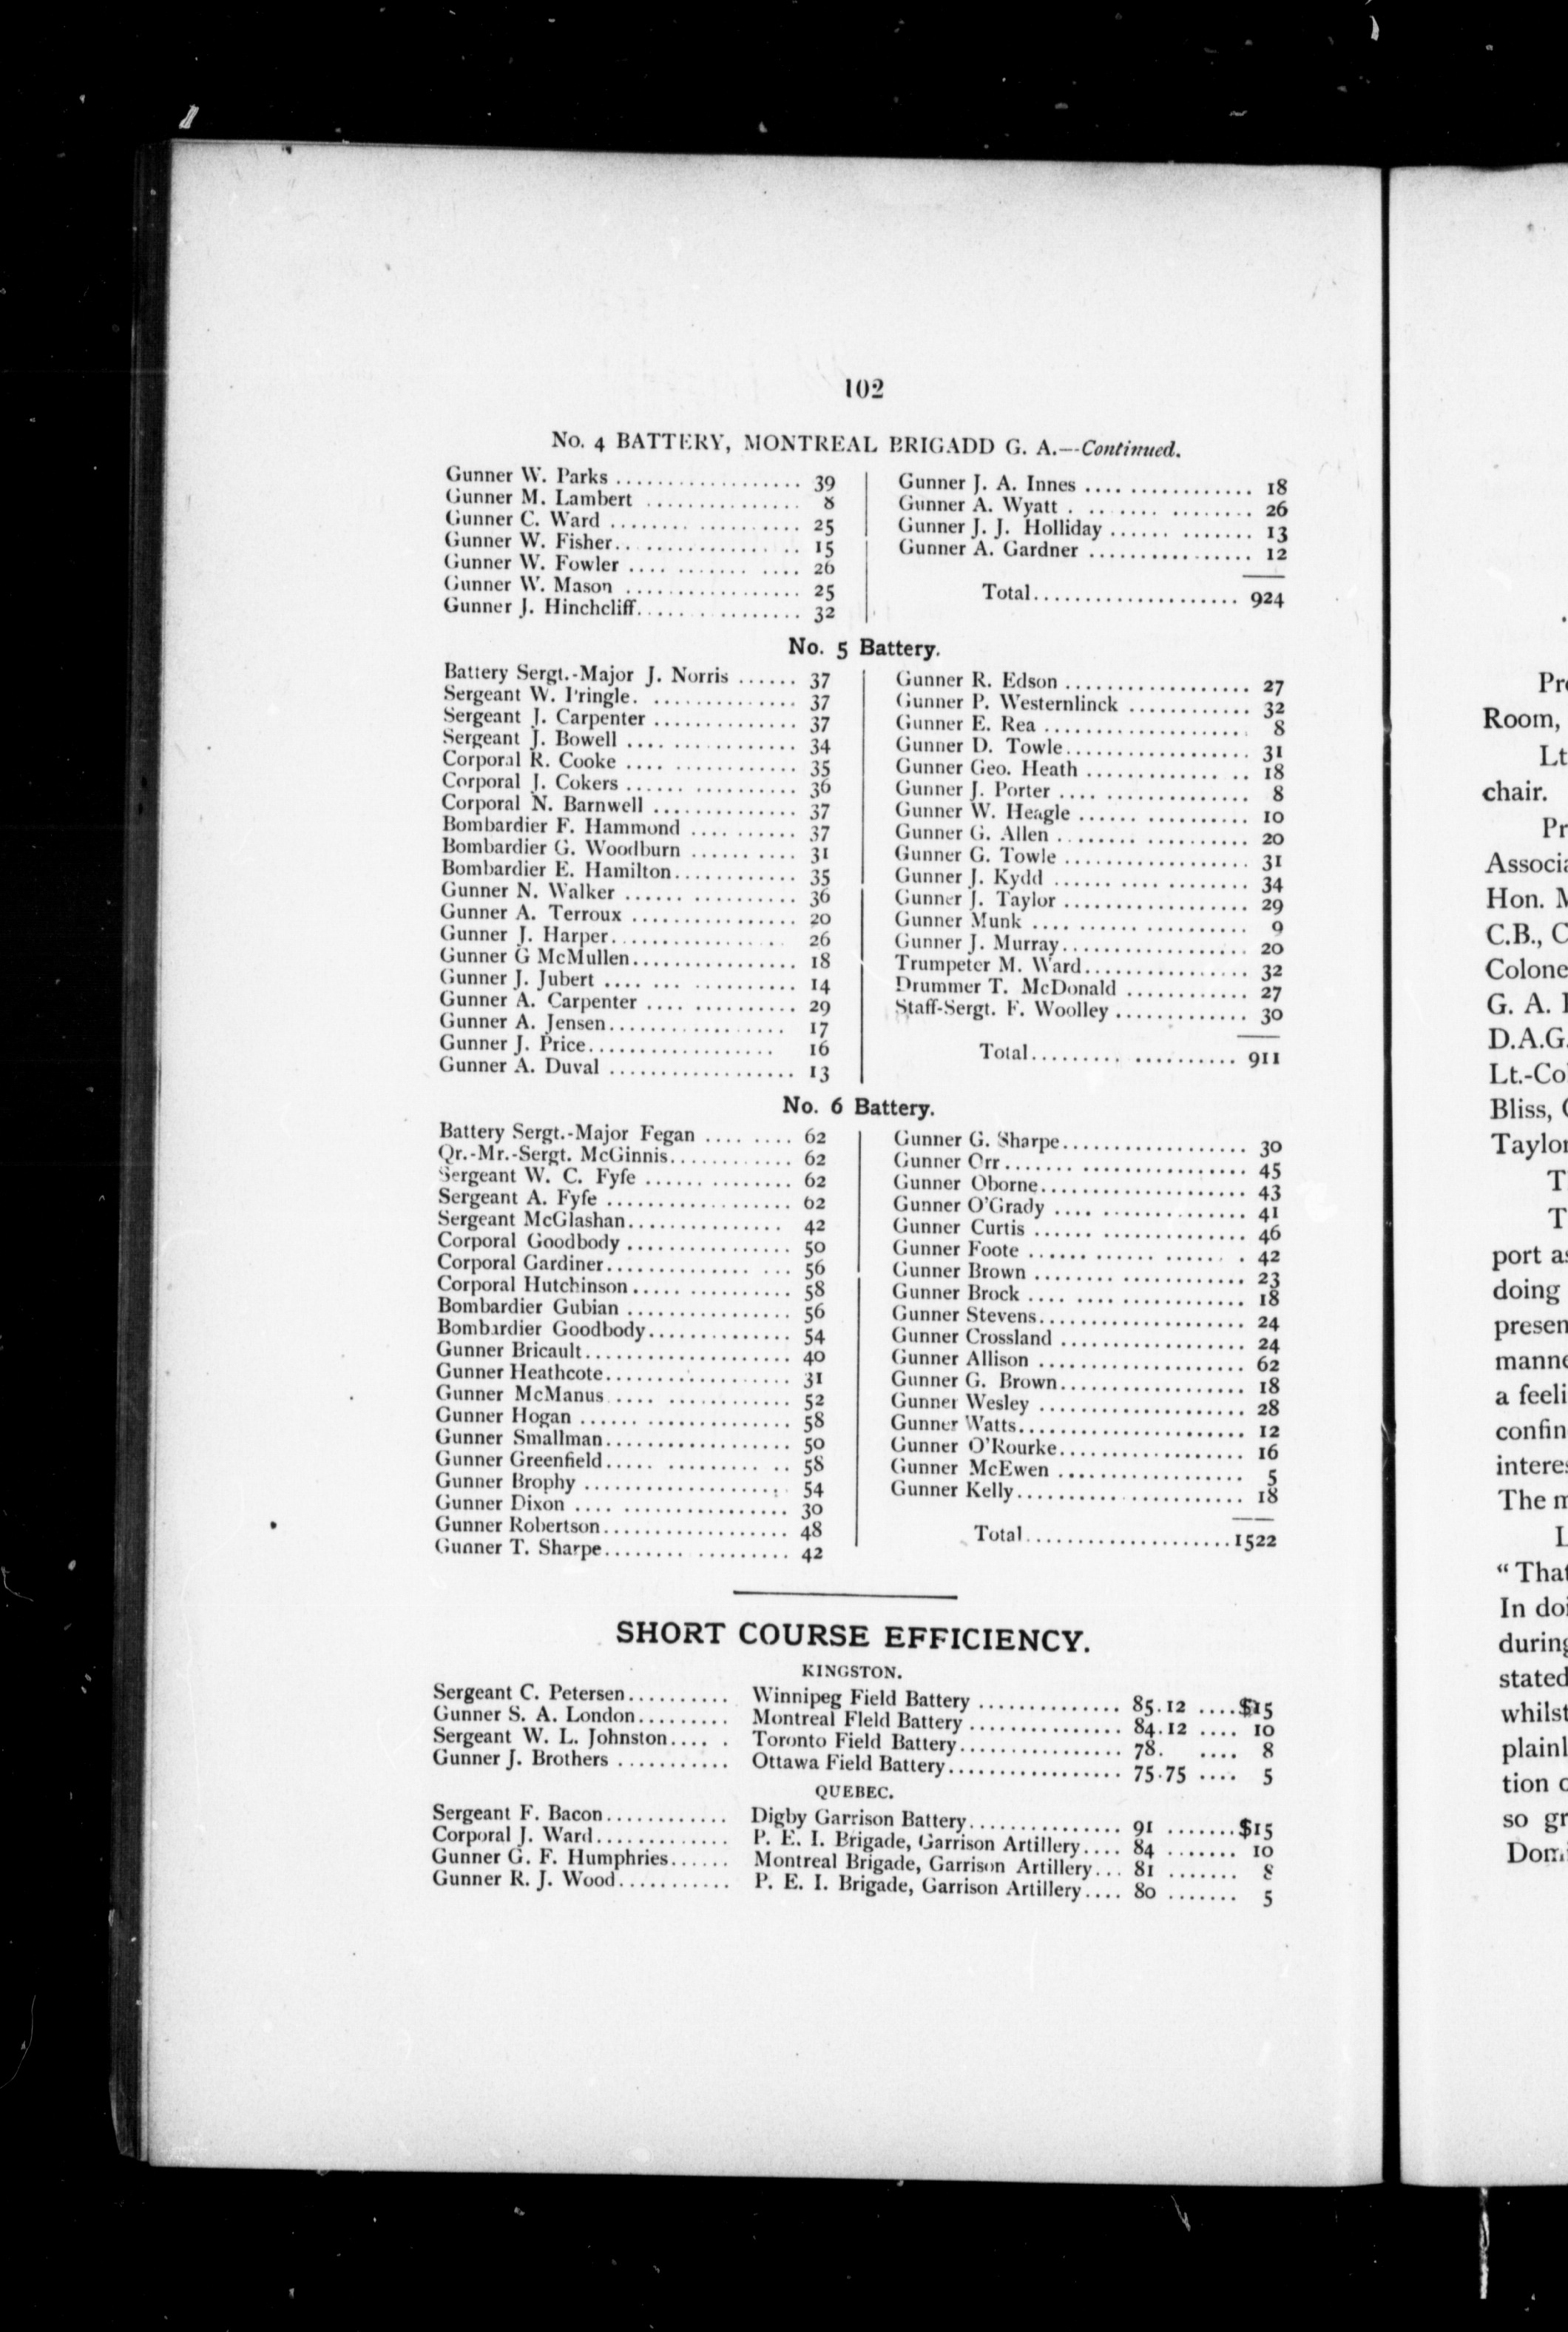 102
No. 4 BATTERY, MONTREAL BRIGADD G. A.—Continued.
Gunner W. Parks .................. 39
Gunner M. Lambert ............... 8
Gunner C. Ward ................... 25
Gunner W. Fisher.................. 15
Gunner W. Fowler ................. 26
Gunner W. Mason ................. 25
Gunner J. Hinchcliff................ 32
Gunner J. A. Innes ................ 18
Gunner A. Wyatt .................. 26
Gunner J. J. Holliday ............. 13
Gunner A. Gardner ................ 12
Total.................... 924
No. 5 Battery.
Battery Sergt.-Major J. Norris ...... 37
Sergeant W. Pringle. .............. 37
Sergeant J. Carpenter .............. 37
Sergeant J. Bowell ................ 34
Corporal R. Cooke ................ 35
Corporal J. Cokers ................ 36
Corporal N. Barnwell .............. 37
Bombardier F. Hammond .......... 37
Bombardier G. Woodburn .......... 31
Bombardier E. Hamilton............ 35
Gunner N. Walker ................. 36
Gunner A. Terroux ................ 20
Gunner J. Harper................. 26
Gunner G McMullen................ 18
Gunner J. Jubert .................. 14
Gunner A. Carpenter .............. 29
Gunner A. Jensen................. 17
Gunner J. Price.................. 16
Gunner A. Duval .................. 13
Gunner R. Edson .................. 27
Gunner P. Westernlinck ............ 32
Gunner E. Rea .................... 8
Gunner D. Towle.................. 31
Gunner Geo. Heath ............... 18
Gunner J. Porter .................. 8
Gunner W. Heagle ................ 10
Gunner G. Allen ................... 20
Gunner G. Towle .................. 31
Gunner J. Kydd ................... 34
Gunner J. Taylor .................. 29
Gunner Munk ..................... 9
Gunner J. Murray.................. 20
Trumpeter M. Ward................ 32
Drummer T. McDonald ............ 27
Staff-Sergt. F. Woolley ............. 30
Total.................... 911
No. 6 Battery.
Battery Sergt.-Major Fegan ......... 62
Qr.-Mr.-Sergt. McGinnis............ 62
Sergeant W. C. Fyfe .............. 62
Sergeant A. Fyfe .................. 62
Sergeant McGlashan............... 42
Corporal Goodbody ................ 50
Corporal Gardiner.................. 56
Corporal Hutchinson................ 58
Bombardier Gubian ................ 56
Bombardier Goodbody.............. 54
Gunner Bricault.................... 40
Gunner Heathcote.................. 31
Gunner McManus................. 52
Gunner Hogan .................... 58
Gunner Smallman.................. 50
Gunner Greenfield.................. 58
Gunner Brophy .................... 54
Gunner Dixon .................... 30
Gunner Robertson.................. 48
Gunner T. Sharpe.................. 42
Gunner G. Sharpe.................. 30
Gunner Orr........................ 45
Gunner Oborne.................... 43
Gunner O'Grady ................... 41
Gunner Curtis ..................... 46
Gunner Foote ..................... 42
Gunner Brown ..................... 23
Gunner Brock ..................... 18
Gunner Stevens.................... 24
Gunner Crossland .................. 24
Gunner Allison .................... 62
Gunner G. Brown.................. 18
Gunner Wesley .................... 28
Gunner Watts...................... 12
Gunner O'Rourke.................. 16
Gunner McEwen .................. 5
Gunner Kelly...................... 18
Total....................1522
SHORT COURSE EFFICIENCY.
KINGSTON.
Sergeant C. Petersen.......... Winnipeg Field Battery .............. 85.12 ....$15
Gunner S. A. London......... Montreal Field Battery ............... 84.12 .... 10
Sergeant W. L. Johnston..... . Toronto Field Battery................ 78. .... 8
Gunner J. Brothers ........... Ottawa Field Battery................. 75.75 .... 5
QUEBEC.
Sergeant F. Bacon............ Digby Garrison Battery............... 91 .......$15
Corporal J. Ward............. P. E. I. Brigade, Garrison Artillery.... 84 ....... 10
Gunner G. F. Humphries...... Montreal Brigade, Garrison Artillery... 81 ....... 8
Gunner R. J. Wood........... P. E. I. Brigade, Garrison Artillery.... 80 ....... 5
Room,
chair.
Hon.
C.B.,
G. A.
D.A.G.
Bliss,
port
doing
a
The
"That
In
stated
so